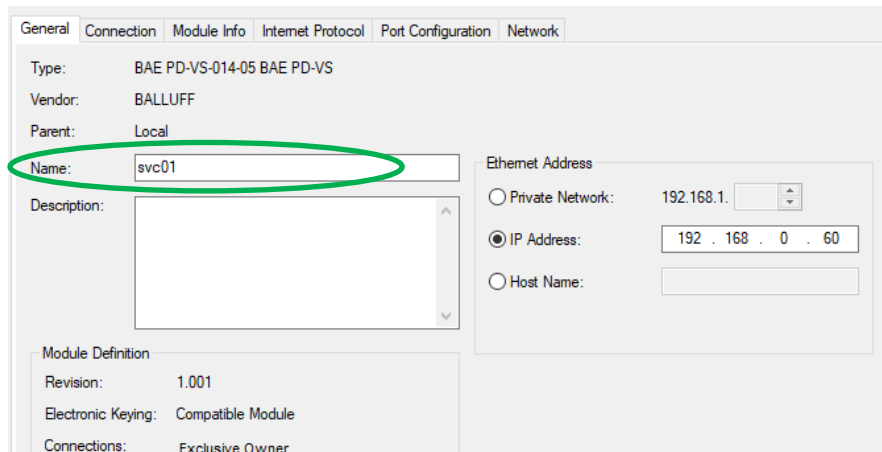 General Connection Module Info Internet Protocol Port Configuration Network
Type: BAE PD-VS-014-05 BAE PD-VS
Vendor: BALLUFF
Parent: Local
Name: svc01
Description:
Ethernet Address
Private Network: 192.168.1.
IP Address: 192 . 168 . 0 . 60
Host Name:
Module Definition
Revision: 1.001
Electronic Keying: Compatible Module
Connections: Exclusive Owner